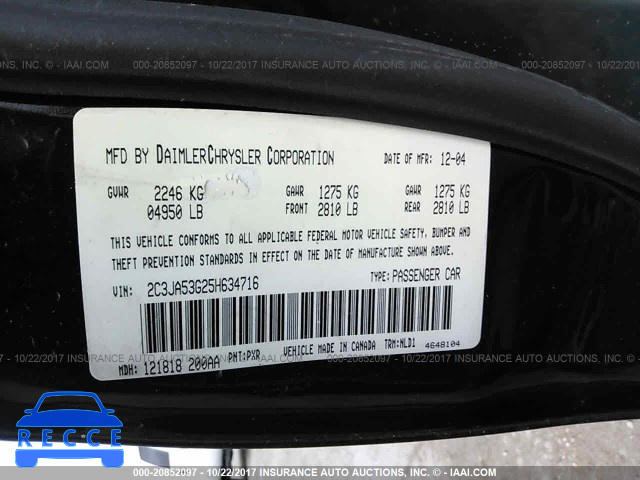 INSURANCE AUTO AUCTIONS, INC. - IAAI.COM 000-20852097 - 10/22/2017 INSURANCE AUTO AUCTIONS, INC. - IAAI.COM 000-20852097 - 10/22/2017
MFD BY DAIMLERCHRYSLER CORPORATION DATE OF MFR: 12-04
GVWR 2246 KG GAWR 1275 KG GAWR 1275 KG
04950 LB FRONT 2810 LB REAR 2810 LB
THIS VEHICLE CONFORMS TO ALL APPLICABLE FEDERAL MOTOR VEHICLE SAFETY, BUMPER AND
THEFT PREVENTION STANDARDS IN EFFECT ON THE DATE OF MANUFACTURE SHOWN ABOVE.
VIN: 2C3JA53G25H634716 TYPE: PASSENGER CAR
MDH: 121818 200AA PNT:PXR VEHICLE MADE IN CANADA TRM:NLD1 4648104
RECCE
000-20852097 - 10/22/2017 INSURANCE AUTO AUCTIONS, INC. - IAAI.COM